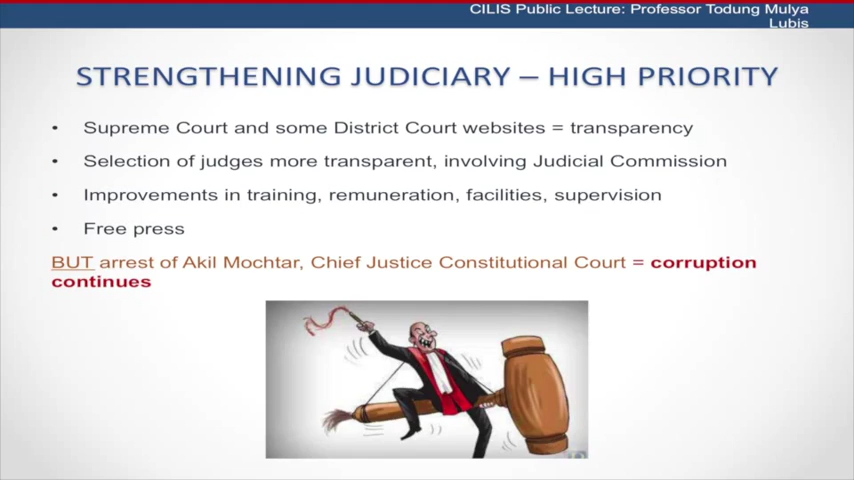 CILIS Public Lecture: Professor Todung Mulya
Lubis
STRENGTHENING JUDICIARY – HIGH PRIORITY
• Supreme Court and some District Court websites = transparency
• Selection of judges more transparent, involving Judicial Commission
• Improvements in training, remuneration, facilities, supervision
• Free press
BUT arrest of Akil Mochtar, Chief Justice Constitutional Court = corruption
continues